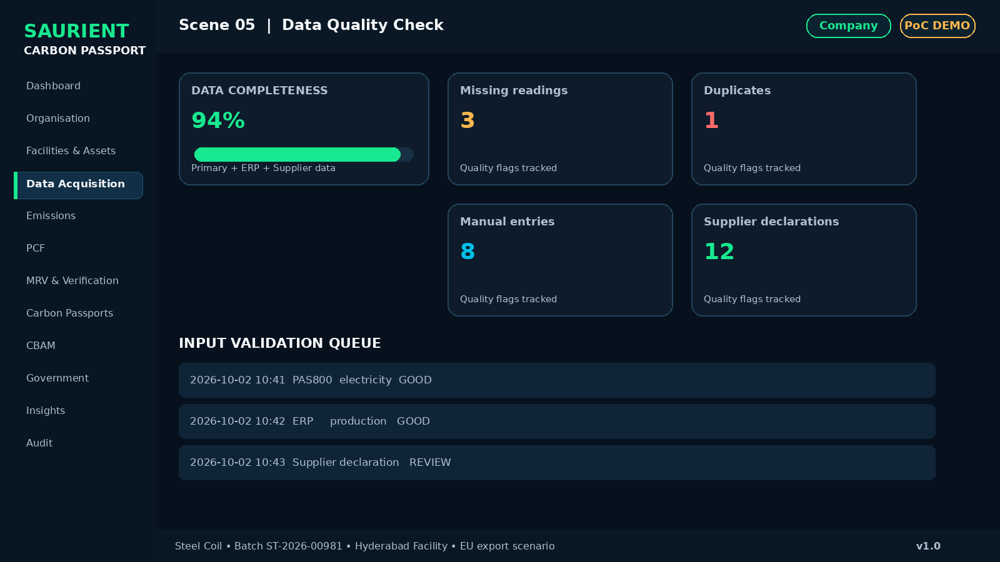 SAURIENT
CARBON PASSPORT
Dashboard
Organisation
Facilities & Assets
Data Acquisition
Emissions
PCF
MRV & Verification
Carbon Passports
CBAM
Government
Insights
Audit
Scene 05 | Data Quality Check
Company
PoC DEMO
DATA COMPLETENESS
94%
Primary + ERP + Supplier data
Missing readings
3
Quality flags tracked
Duplicates
1
Quality flags tracked
Manual entries
8
Quality flags tracked
Supplier declarations
12
Quality flags tracked
INPUT VALIDATION QUEUE
2026-10-02 10:41 PAS800 electricity GOOD
2026-10-02 10:42 ERP production GOOD
2026-10-02 10:43 Supplier declaration REVIEW
Steel Coil • Batch ST-2026-00981 • Hyderabad Facility • EU export scenario
v1.0